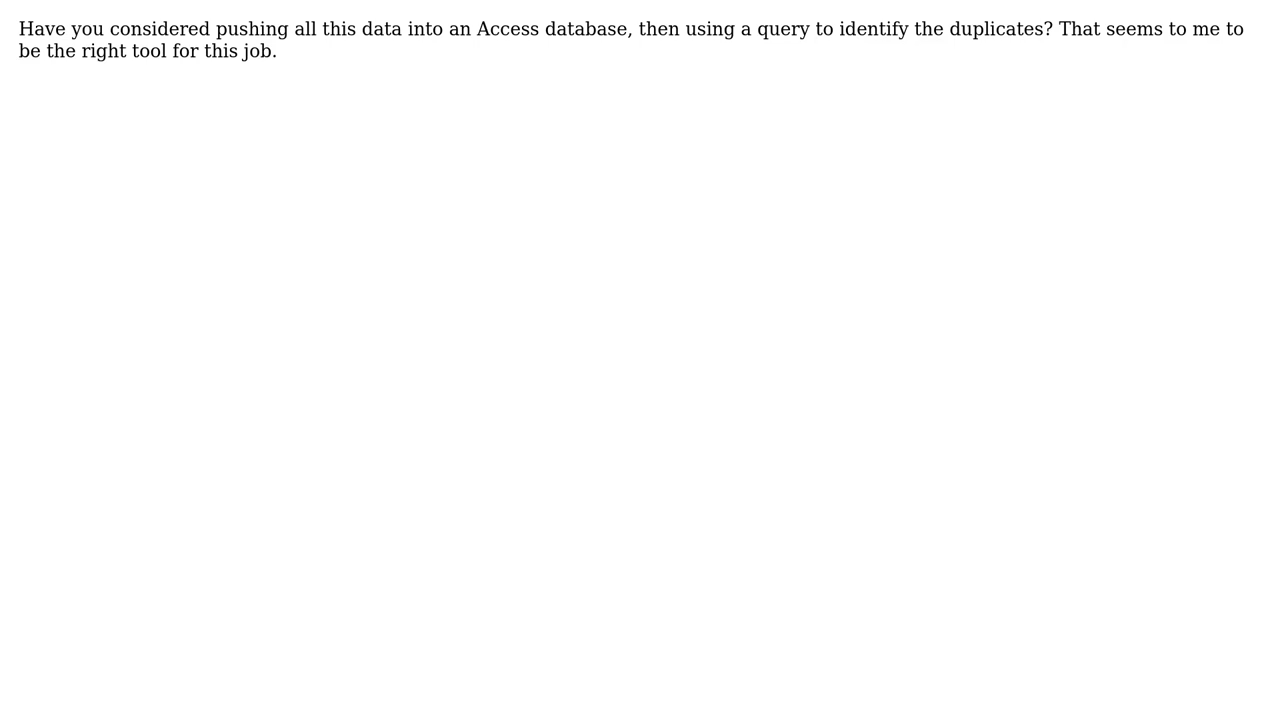 Have you considered pushing all this data into an Access database, then using a query to identify the duplicates? That seems to me to
be the right tool for this job.